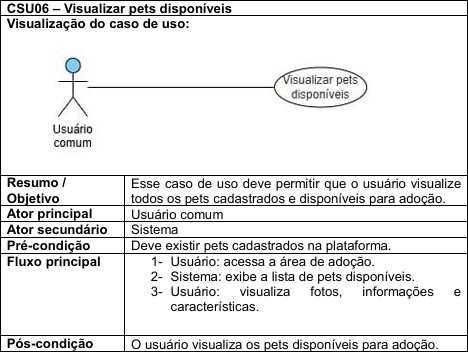 CSU06 – Visualizar pets disponíveis
Visualização do caso de uso:
Visualizar pets
disponíveis
Usuário
comum
Resumo /
Objetivo
Esse caso de uso deve permitir que o usuário visualize
todos os pets cadastrados e disponíveis para adoção.
Ator principal
Usuário comum
Ator secundário
Sistema
Pré-condição
Deve existir pets cadastrados na plataforma.
Fluxo principal
1- Usuário: acessa a área de adoção.
2- Sistema: exibe a lista de pets disponíveis.
3- Usuário: visualiza fotos, informações e
características.
Pós-condição
O usuário visualiza os pets disponíveis para adoção.